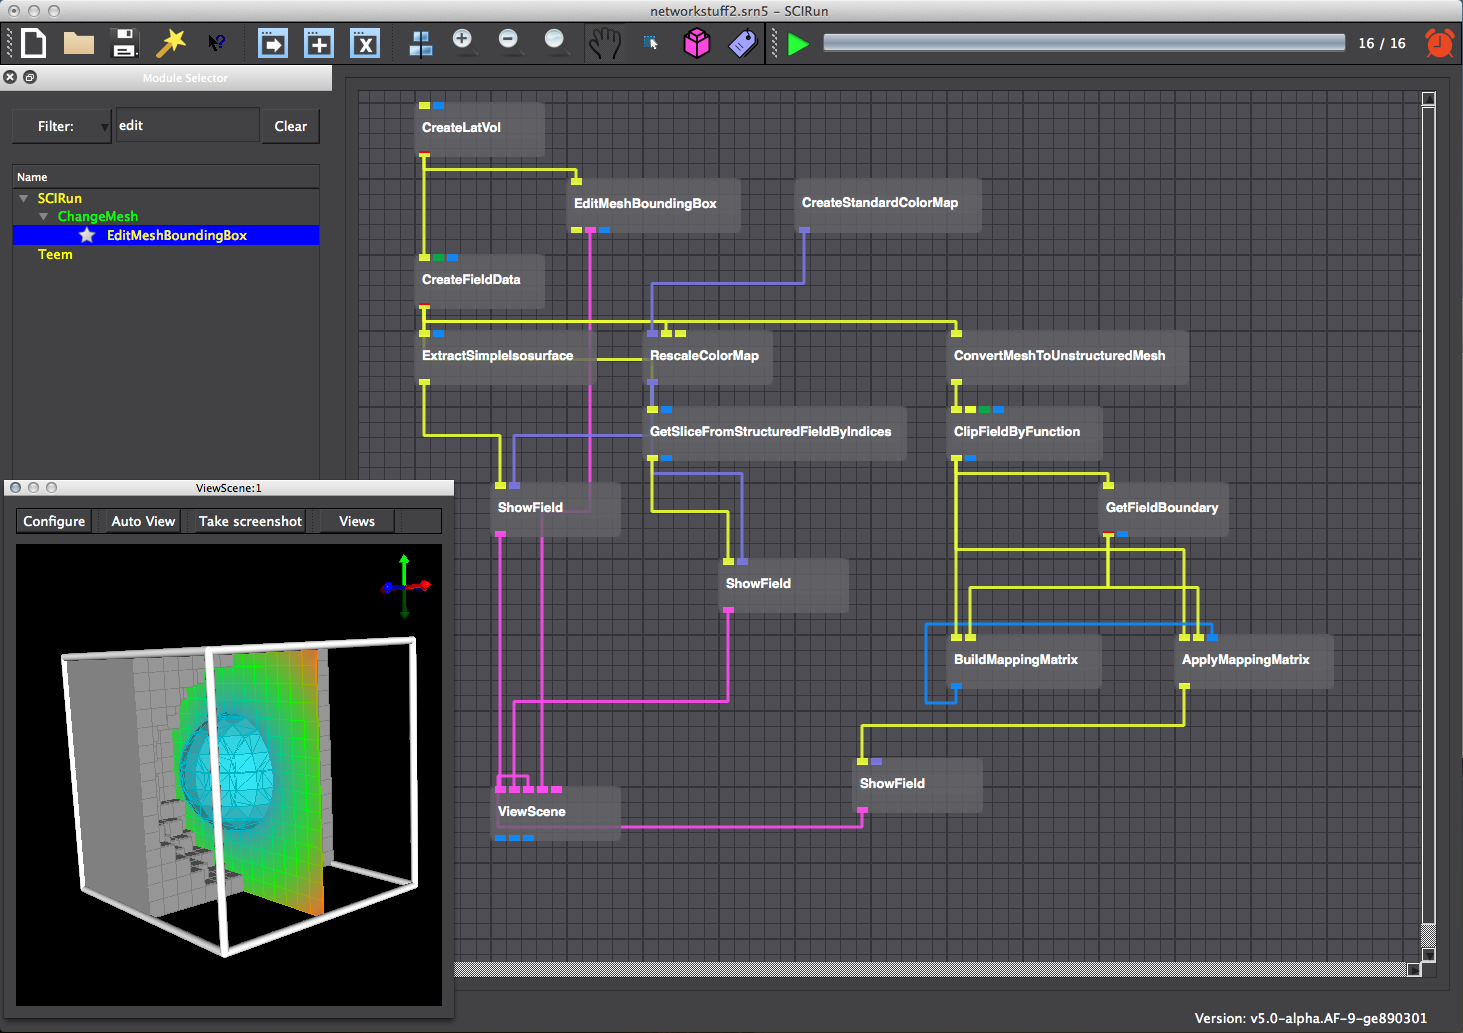 networkstuff2.srn5 – SCIRun
16 / 16
Module Selector
Filter:
edit
Clear
Name
SCIRun
ChangeMesh
EditMeshBoundingBox
Teem
CreateLatVol
EditMeshBoundingBox
CreateStandardColorMap
CreateFieldData
ExtractSimpleIsosurface
RescaleColorMap
ConvertMeshToUnstructuredMesh
GetSliceFromStructuredFieldByIndices
ClipFieldByFunction
ShowField
GetFieldBoundary
ShowField
BuildMappingMatrix
ApplyMappingMatrix
ShowField
ViewScene
ViewScene:1
Configure
Auto View
Take screenshot
Views
Version: v5.0-alpha.AF-9-ge890301